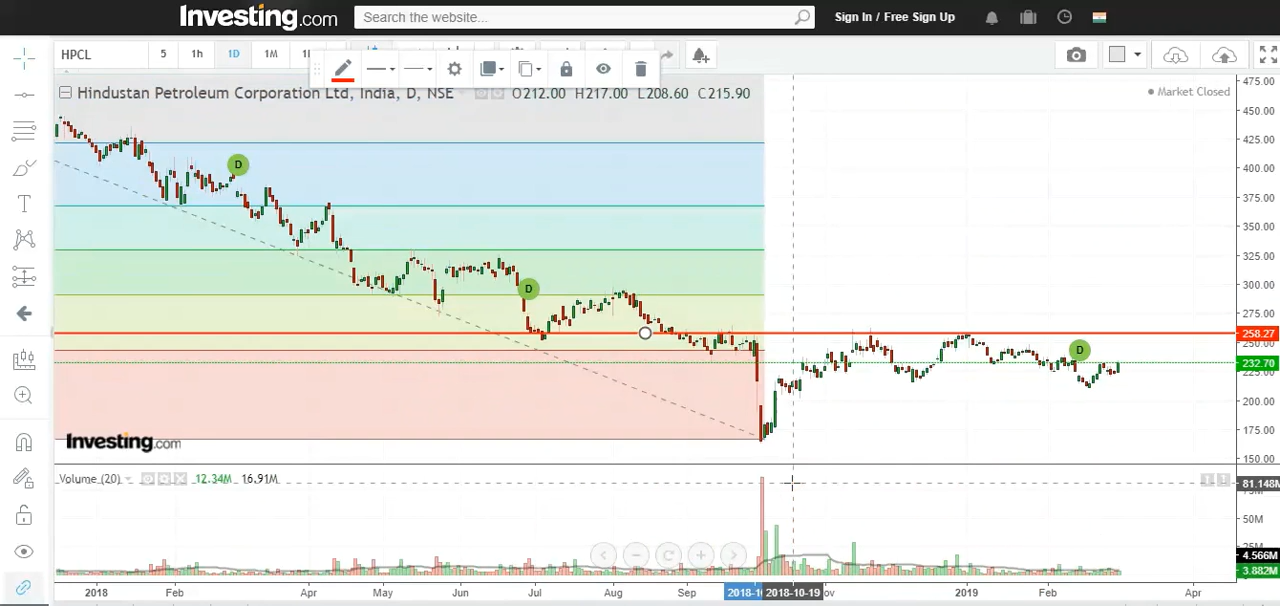 Investing.com
Search the website...
Sign In / Free Sign Up
HPCL
5
1h
1D
1M
Hindustan Petroleum Corporation Ltd, India, D, NSE
O212.00 H217.00 L208.60 C215.90
Market Closed
475.00
450.00
425.00
400.00
375.00
350.00
325.00
300.00
275.00
258.27
250.00
232.70
225.00
200.00
175.00
150.00
D
D
D
T
Investing.com
Volume (20)
12.34M
16.91M
81.148M
50M
4.566M
3.882M
2018
Feb
Apr
May
Jun
Jul
Aug
Sep
2018-10-19
2019
Feb
Apr